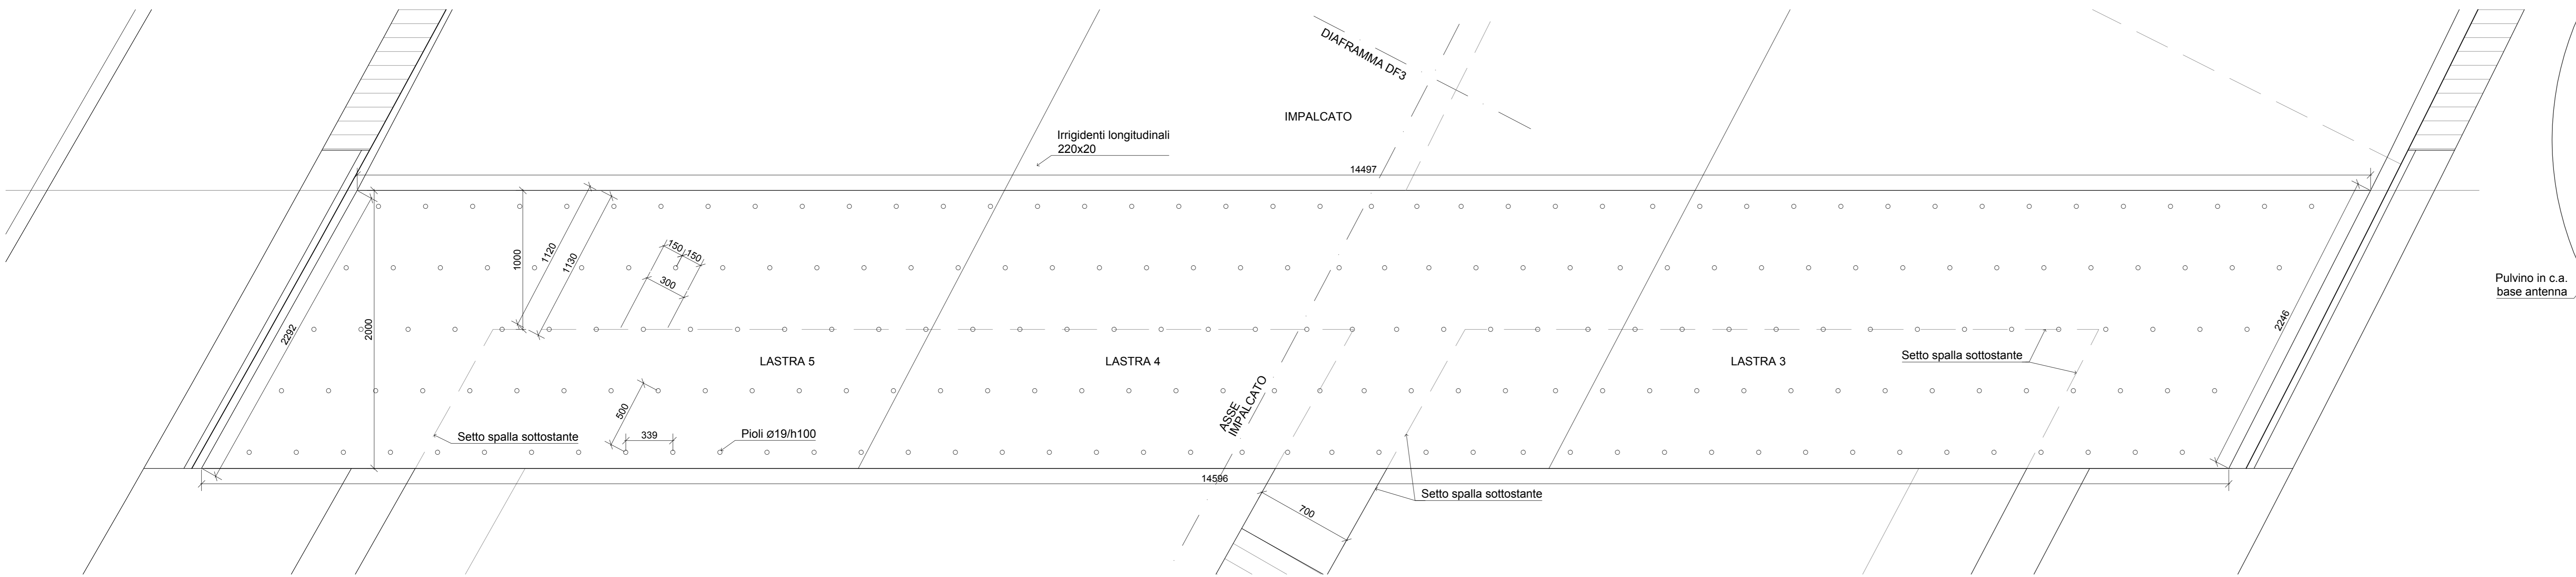 DIAFRAMMA DF3
IMPALCATO
Irrigidenti longitudinali
220x20
14497
1000
1120
1130
150
150
300
2292
2000
2246
Pulvino in c.a.
base antenna
LASTRA 5
LASTRA 4
LASTRA 3
Setto spalla sottostante
ASSE
IMPALCATO
500
339
Pioli Ø19/h100
Setto spalla sottostante
14596
Setto spalla sottostante
700